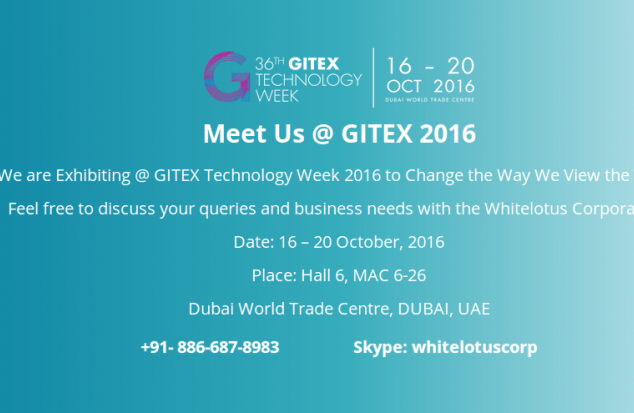 36TH GITEX
TECHNOLOGY
WEEK
16 – 20
OCT 2016
DUBAI WORLD TRADE CENTRE
Meet Us @ GITEX 2016
We are Exhibiting @ GITEX Technology Week 2016 to Change the Way We View the
Feel free to discuss your queries and business needs with the Whitelotus Corpora
Date: 16 – 20 October, 2016
Place: Hall 6, MAC 6-26
Dubai World Trade Centre, DUBAI, UAE
+91- 886-687-8983 Skype: whitelotuscorp